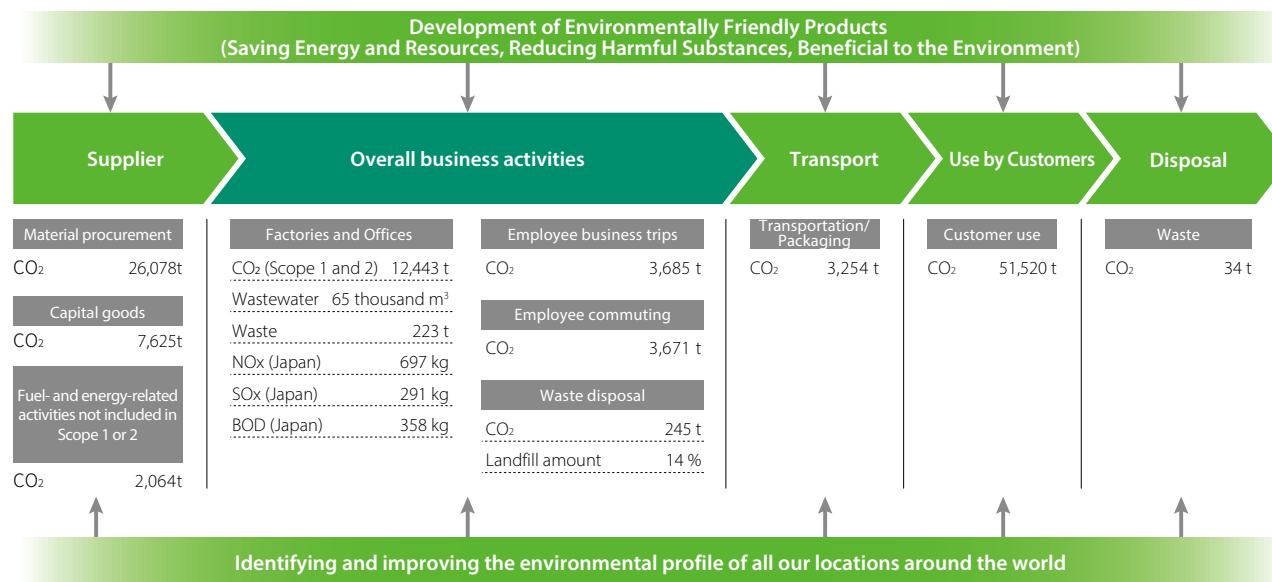 Development of Environmentally Friendly Products
(Saving Energy and Resources, Reducing Harmful Substances, Beneficial to the Environment)
Supplier
Overall business activities
Transport
Use by Customers
Disposal
Material procurement
CO₂ 26,078t
Capital goods
CO₂ 7,625t
Fuel- and energy-related
activities not included in
Scope 1 or 2
CO₂ 2,064t
Factories and Offices
CO₂ (Scope 1 and 2) 12,443 t
Wastewater 65 thousand m³
Waste 223 t
NOx (Japan) 697 kg
SOx (Japan) 291 kg
BOD (Japan) 358 kg
Employee business trips
CO₂ 3,685 t
Employee commuting
CO₂ 3,671 t
Waste disposal
CO₂ 245 t
Landfill amount 14 %
Transportation/
Packaging
CO₂ 3,254 t
Customer use
CO₂ 51,520 t
Waste
CO₂ 34 t
Identifying and improving the environmental profile of all our locations around the world